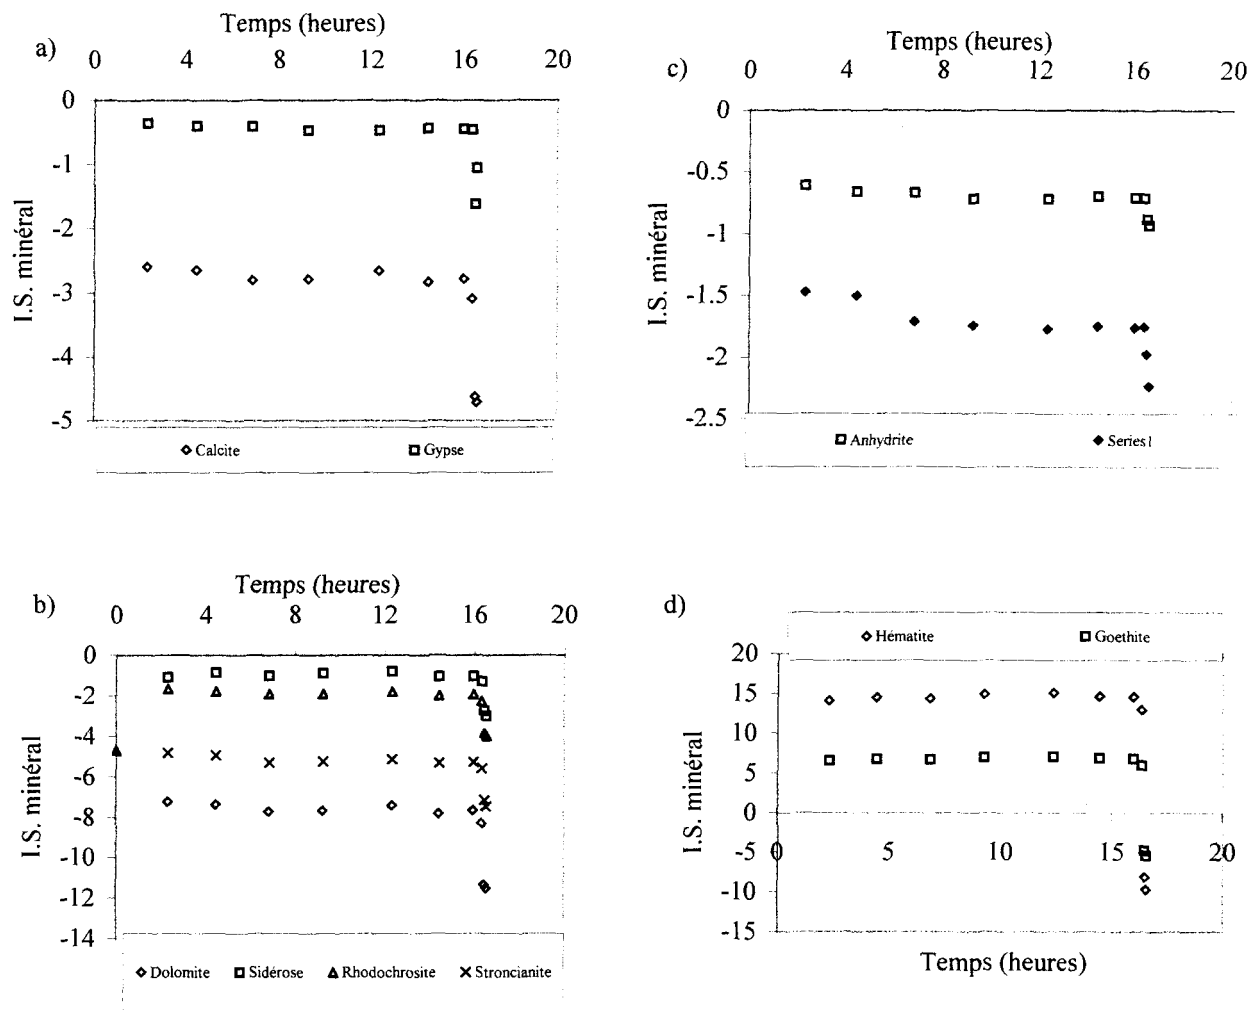 Temps (heures)
a)
0 4 8 12 16 20
0
-1
-2
-3
-4
-5
I.S. minéral
Calcite Gypse
Temps (heures)
c)
0 4 8 12 16 20
0
-0.5
-1
-1.5
-2
-2.5
I.S. minéral
Anhydrite Series1
Temps (heures)
b)
0 4 8 12 16 20
0
-2
-4
-6
-8
-10
-12
-14
I.S. minéral
Dolomite Sidérose Rhodochrosite Stroncianite
d)
Hématite Goethite
20
15
10
5
0
-5
-10
-15
I.S. minéral
0 5 10 15 20
Temps (heures)